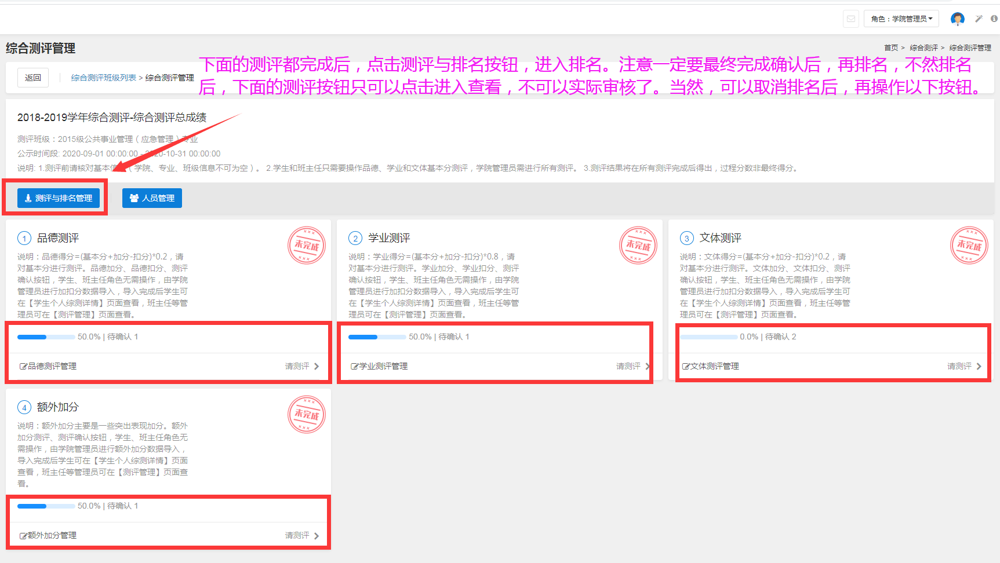 角色：学院管理员
综合测评管理
首页 > 综合测评 > 综合测评管理
下面的测评都完成后，点击测评与排名按钮，进入排名。注意一定要最终完成确认后，再排名，不然排名
后，下面的测评按钮只可以点击进入查看，不可以实际审核了。当然，可以取消排名后，再操作以下按钮。
返回
综合测评班级列表 > 综合测评管理
2018-2019学年综合测评-综合测评总成绩
测评班级：2015级公共事业管理（应急管理）专业
公示时间段: 2020-09-01 00:00:00 - 2020-10-31 00:00:00
说明: 1.测评前请核对基本信（学院、专业、班级信息不可为空）。 2.学生和班主任只需要操作品德、学业和文体基本分测评，学院管理员需进行所有测评。 3.测评结果将在所有测评完成后得出，过程分数非最终得分。
测评与排名管理
人员管理
1 品德测评
未完成
说明：品德得分=(基本分+加分-扣分)*0.2，请
对基本分进行测评。品德加分、品德扣分、测评
确认按钮，学生、班主任角色无需操作，由学院
管理员进行加扣分数据导入，导入完成后学生可
在【学生个人综测详情】页面查看，班主任等管
理员可在【测评管理】页面查看。
50.0% | 待确认 1
品德测评管理
请测评
2 学业测评
未完成
说明：学业得分=(基本分+加分-扣分)*0.8，请
对基本分进行测评。学业加分、学业扣分、测评
确认按钮，学生、班主任角色无需操作，由学院
管理员进行加扣分数据导入，导入完成后学生可
在【学生个人综测详情】页面查看，班主任等管
理员可在【测评管理】页面查看。
50.0% | 待确认 1
学业测评管理
请测评
3 文体测评
未完成
说明：文体得分=(基本分+加分-扣分)*0.2，请
对基本分进行测评。文体加分、文体扣分、测评
确认按钮，学生、班主任角色无需操作，由学院
管理员进行加扣分数据导入，导入完成后学生可
在【学生个人综测详情】页面查看，班主任等管
理员可在【测评管理】页面查看。
0.0% | 待确认 2
文体测评管理
请测评
4 额外加分
未完成
说明：额外加分主要是一些突出表现加分。额外
加分测评、测评确认按钮，学生、班主任角色无
需操作，由学院管理员进行额外加分数据导入，
导入完成后学生可在【学生个人综测详情】页面
查看，班主任等管理员可在【测评管理】页面查
看。
50.0% | 待确认 1
额外加分管理
请测评